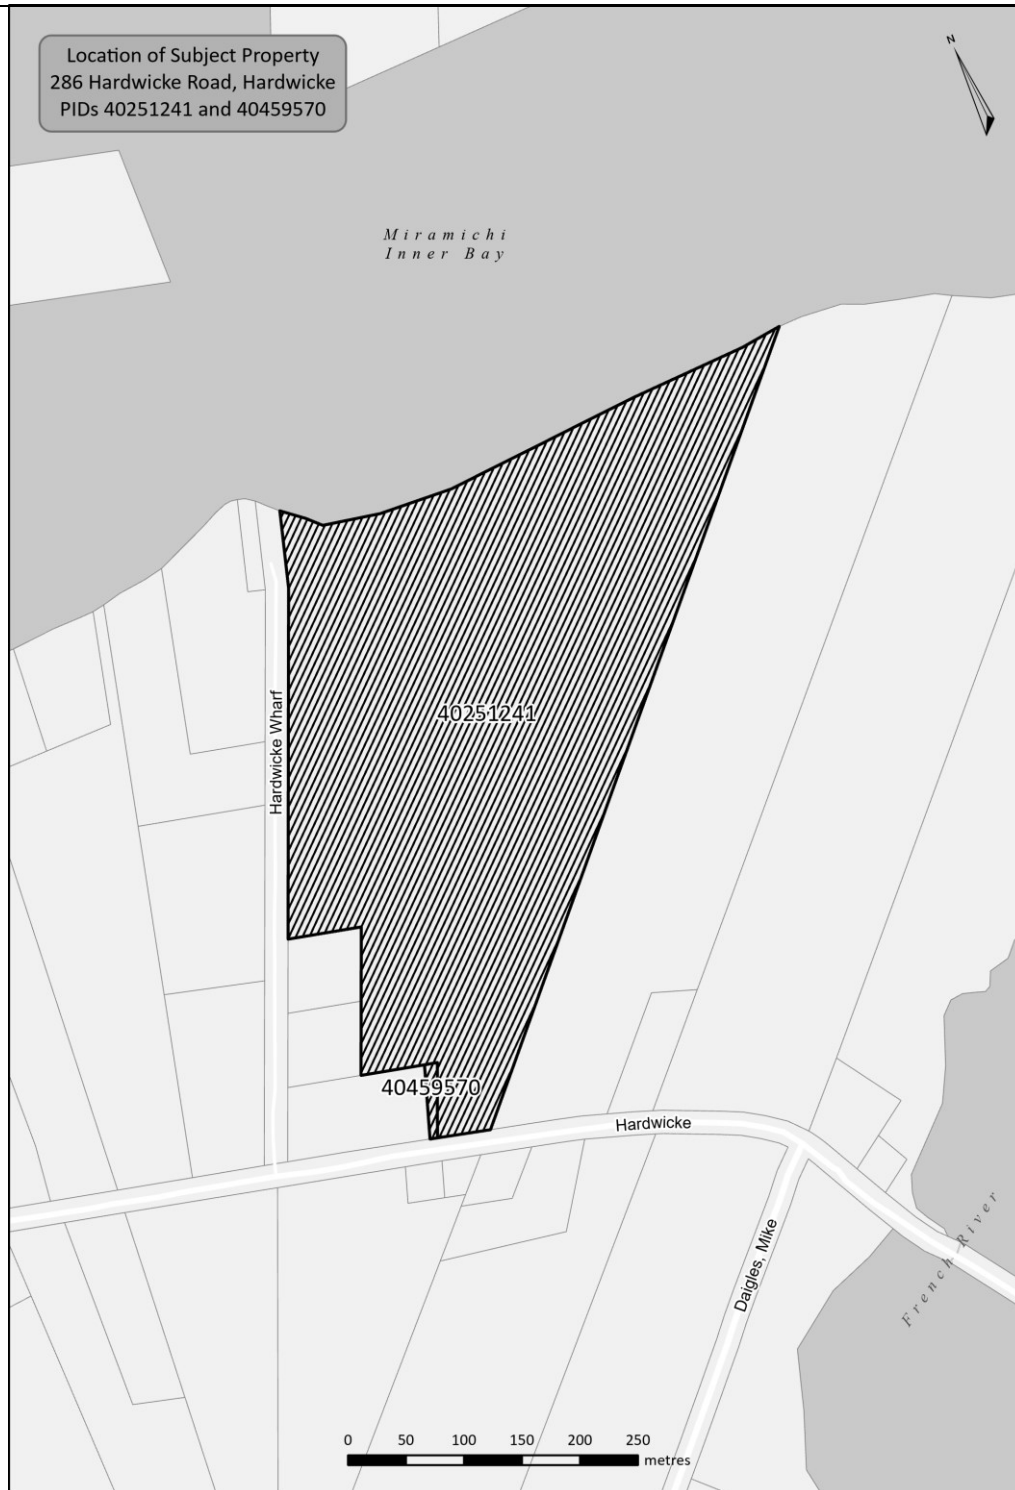 Location of Subject Property
286 Hardwicke Road, Hardwicke
PIDs 40251241 and 40459570
N
Miramichi
Inner Bay
40251241
Hardwicke Wharf
40459570
Hardwicke
Daigles, Mike
French River
0 50 100 150 200 250
metres